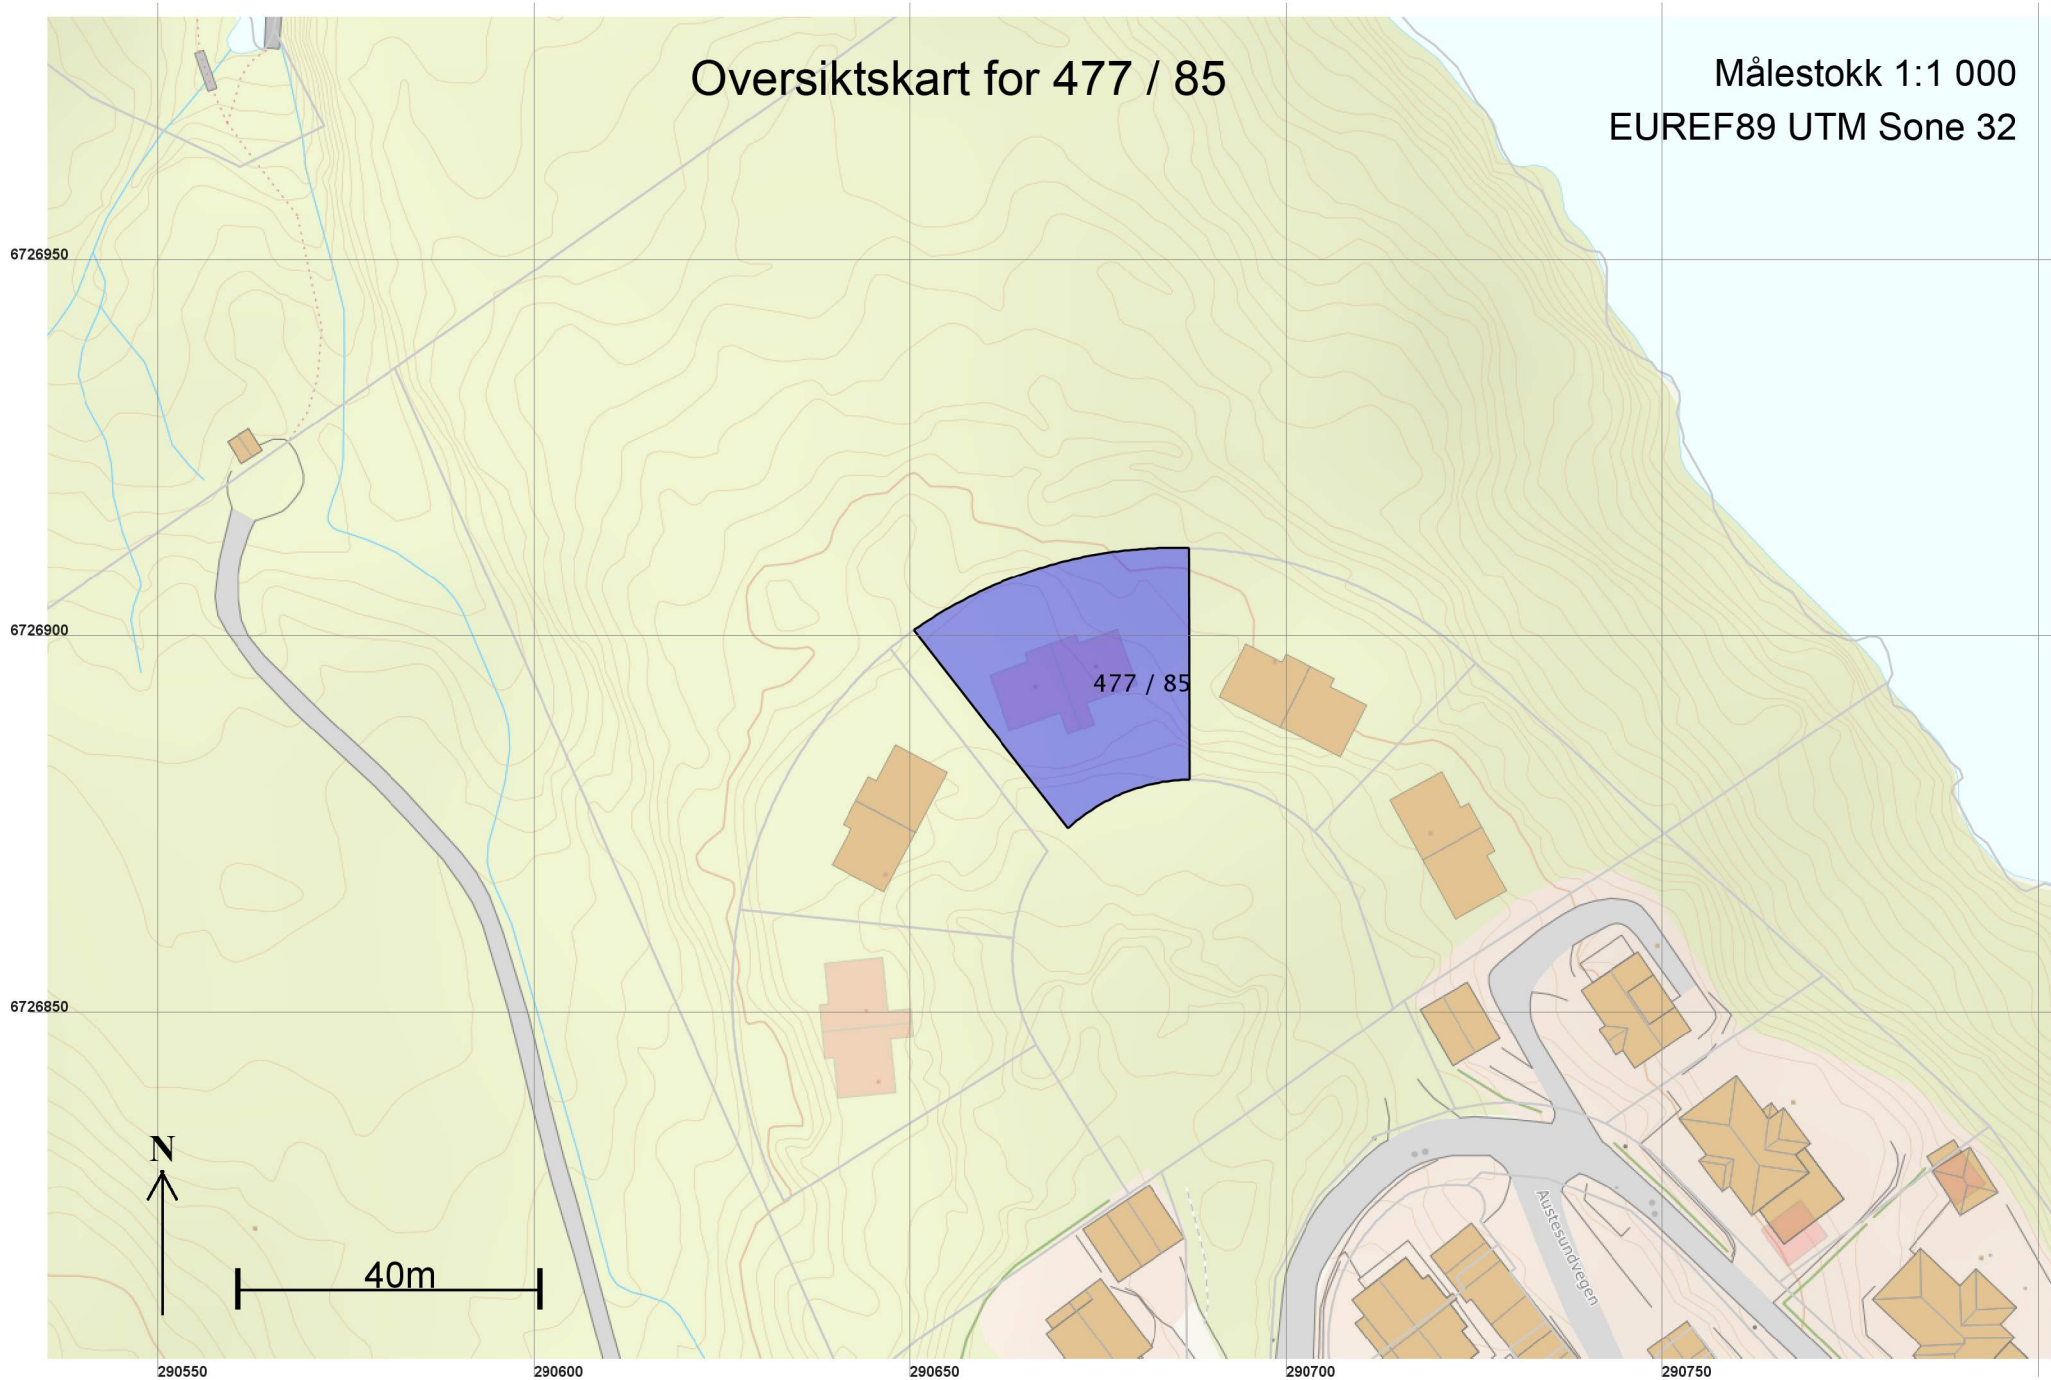 Oversiktskart for 477 / 85
Målestokk 1:1 000
EUREF89 UTM Sone 32
6726950
6726900
477 / 85
6726850
N
40m
Austesundvegen
290550
290600
290650
290700
290750